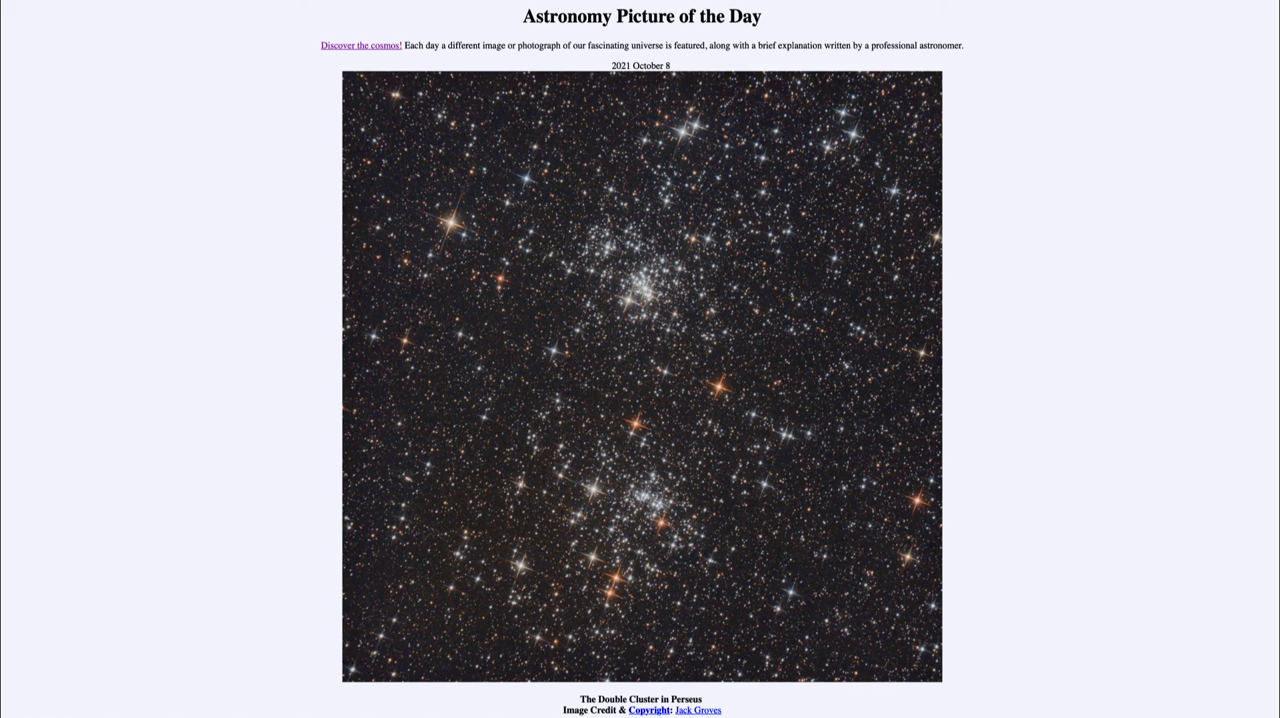 Astronomy Picture of the Day
Discover the cosmos! Each day a different image or photograph of our fascinating universe is featured, along with a brief explanation written by a professional astronomer.
2021 October 8
The Double Cluster in Perseus
Image Credit & Copyright: Jack Groves